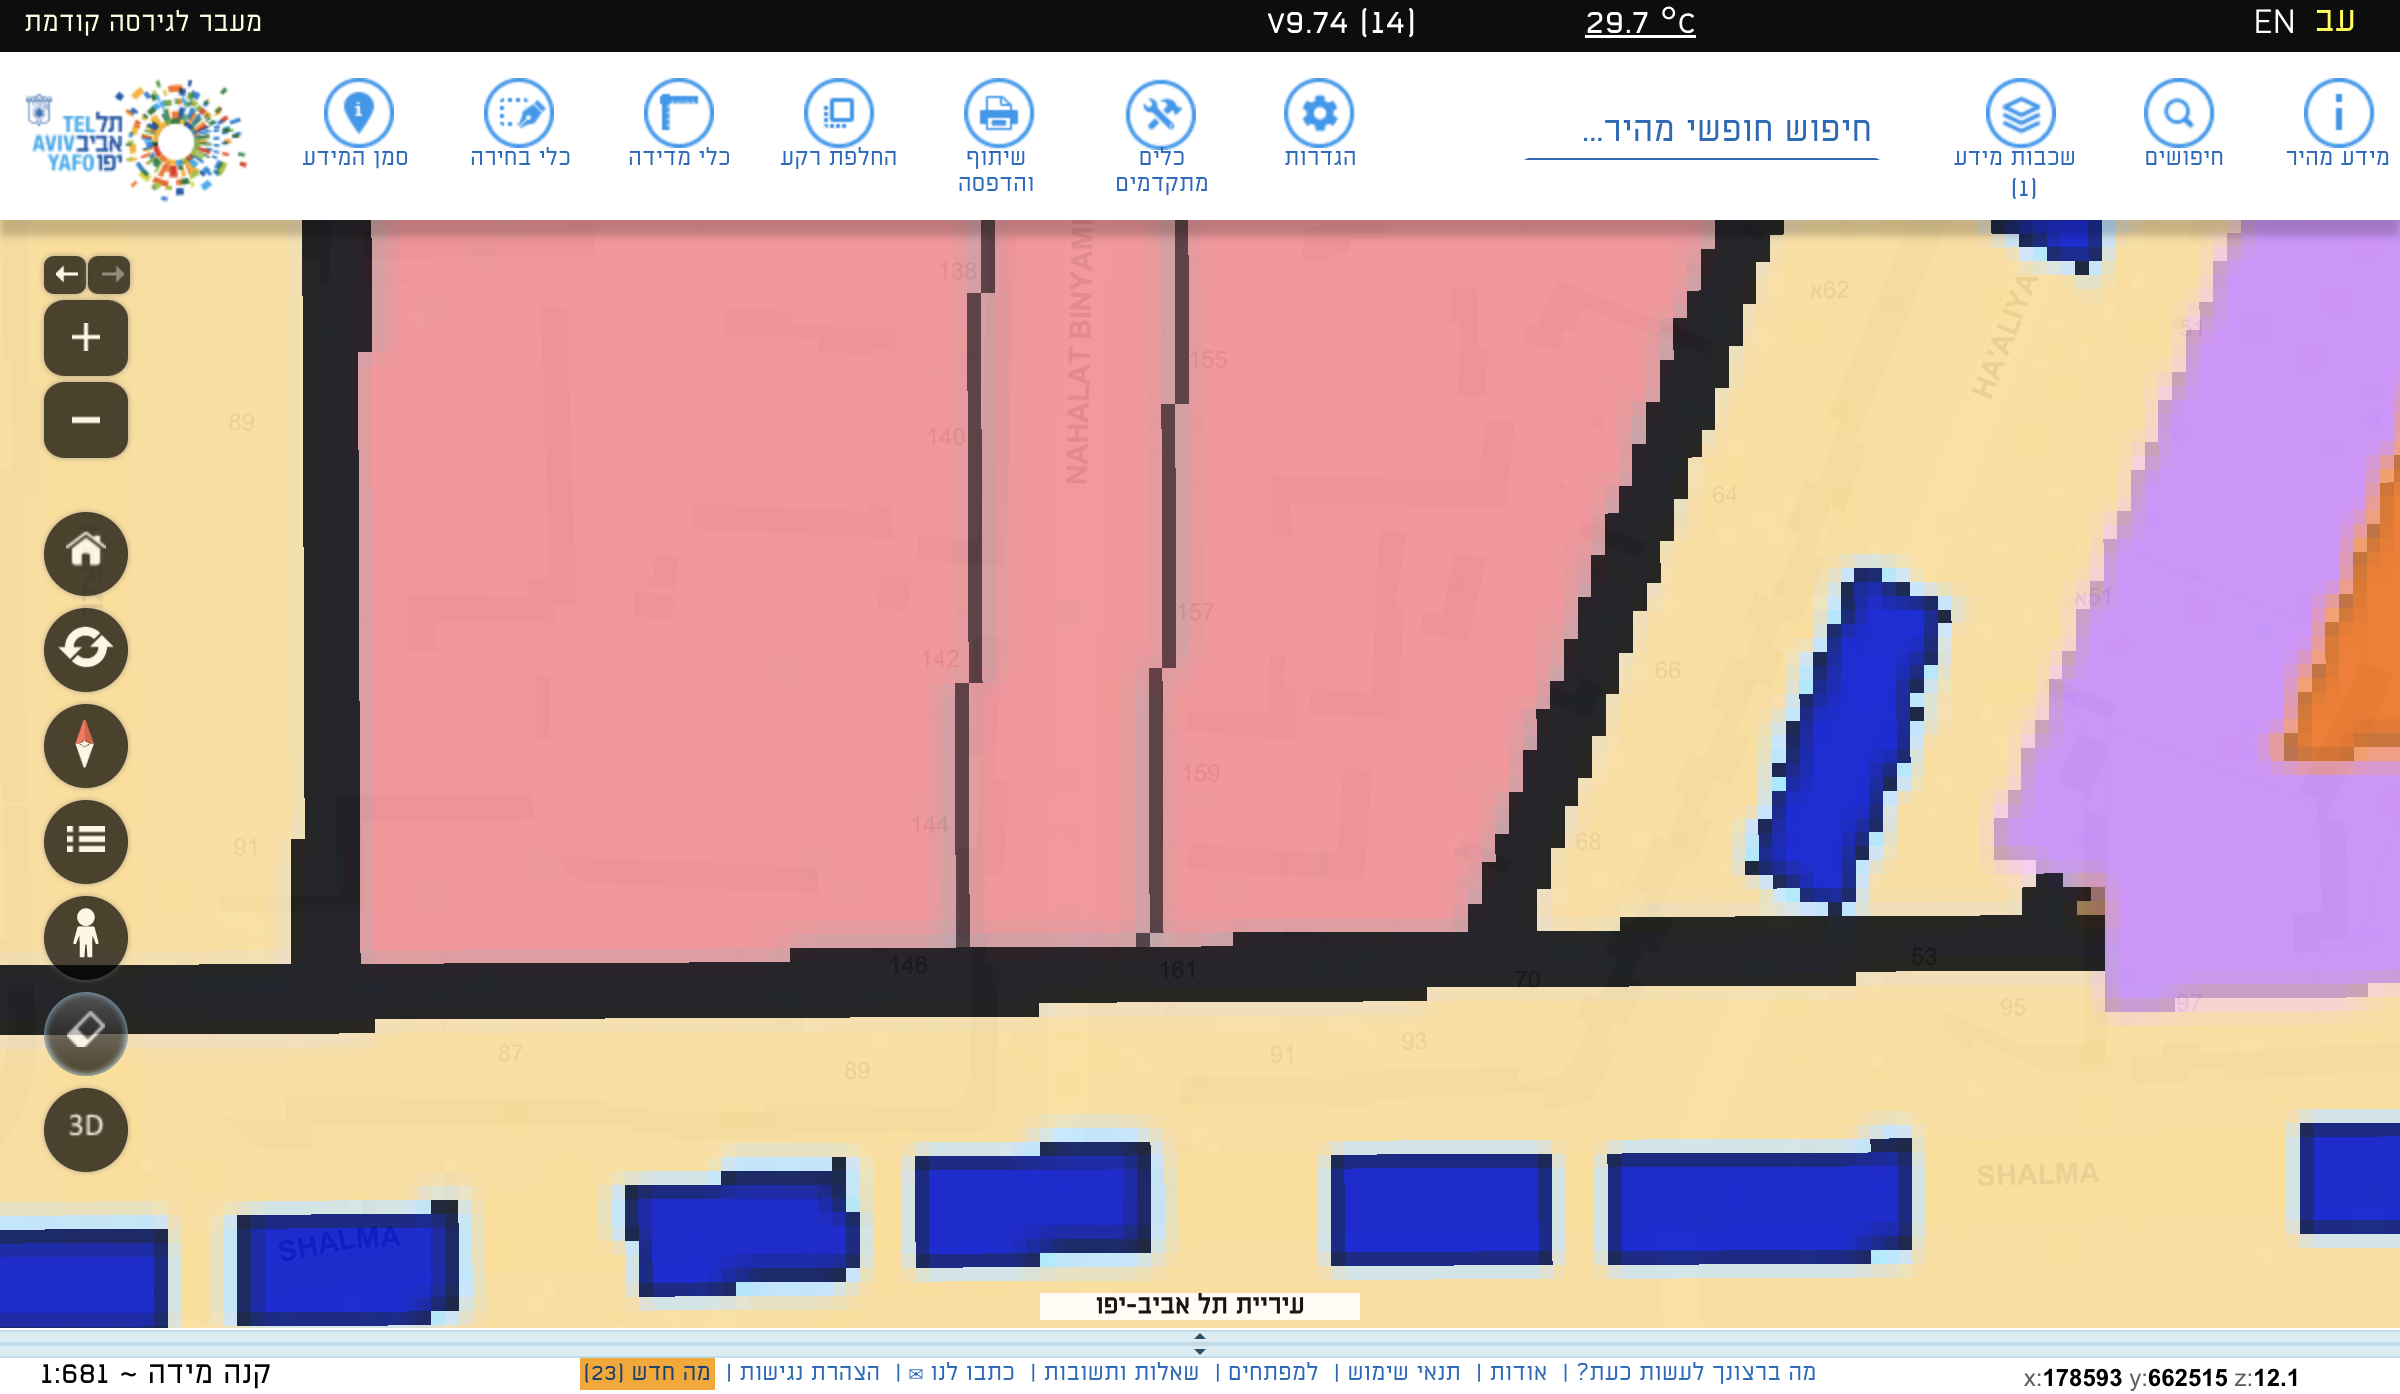 עב EN
29.7 °C
V9.74 (14)
מעבר לגירסה קודמת
מידע מהיר
חיפושים
שכבות מידע
(1)
חיפוש חופשי מהיר...
הגדרות
כלים
מתקדמים
שיתוף
והדפסה
החלפת רקע
כלי מדידה
כלי בחירה
סמן המידע
תל
אביב
יפו
TEL
AVIV
YAFO
138
NAHALAT BINYAMI
62א
HA'ALIYA
155
89
140
64
157
51א
142
66
159
144
68
91
146
161
70
53
95
97
87
89
91
93
3D
SHALMA
SHALMA
עיריית תל אביב-יפו
קנה מידה ~ 1:681
מה ברצונך לעשות כעת? | אודות | תנאי שימוש | למפתחים | שאלות ותשובות | כתבו לנו ✉ | הצהרת נגישות | מה חדש (23)
x:178593 y:662515 z:12.1